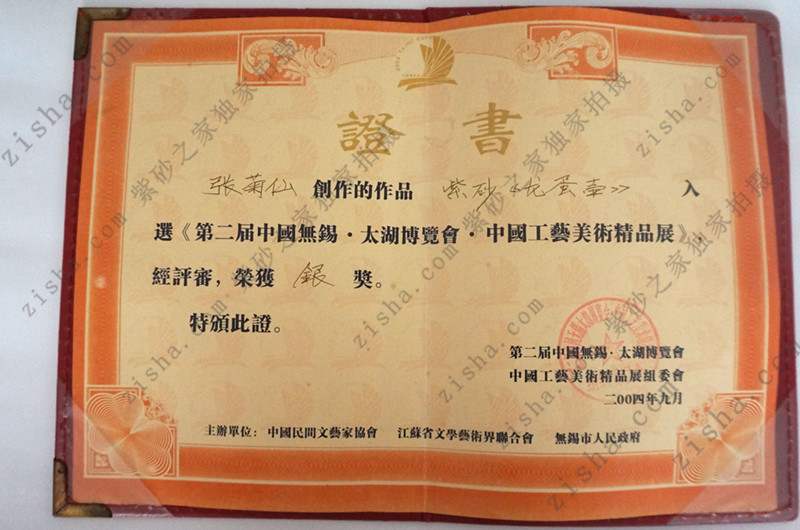 證書
张菊仙 創作的作品 紫砂 蛋壶》 入
選《第二届中國無錫·太湖博覽會·中國工藝美術精品展》
經評審，榮獲 銀 獎。
特頒此證。
第二届中國無錫·太湖博覽會
中國工藝美術精品展組委會
二00四年九月
主辦單位：中國民間文藝家協會 江蘇省文學藝術界聯合會 無錫市人民政府
zisha.com 紫砂之家独家拍摄